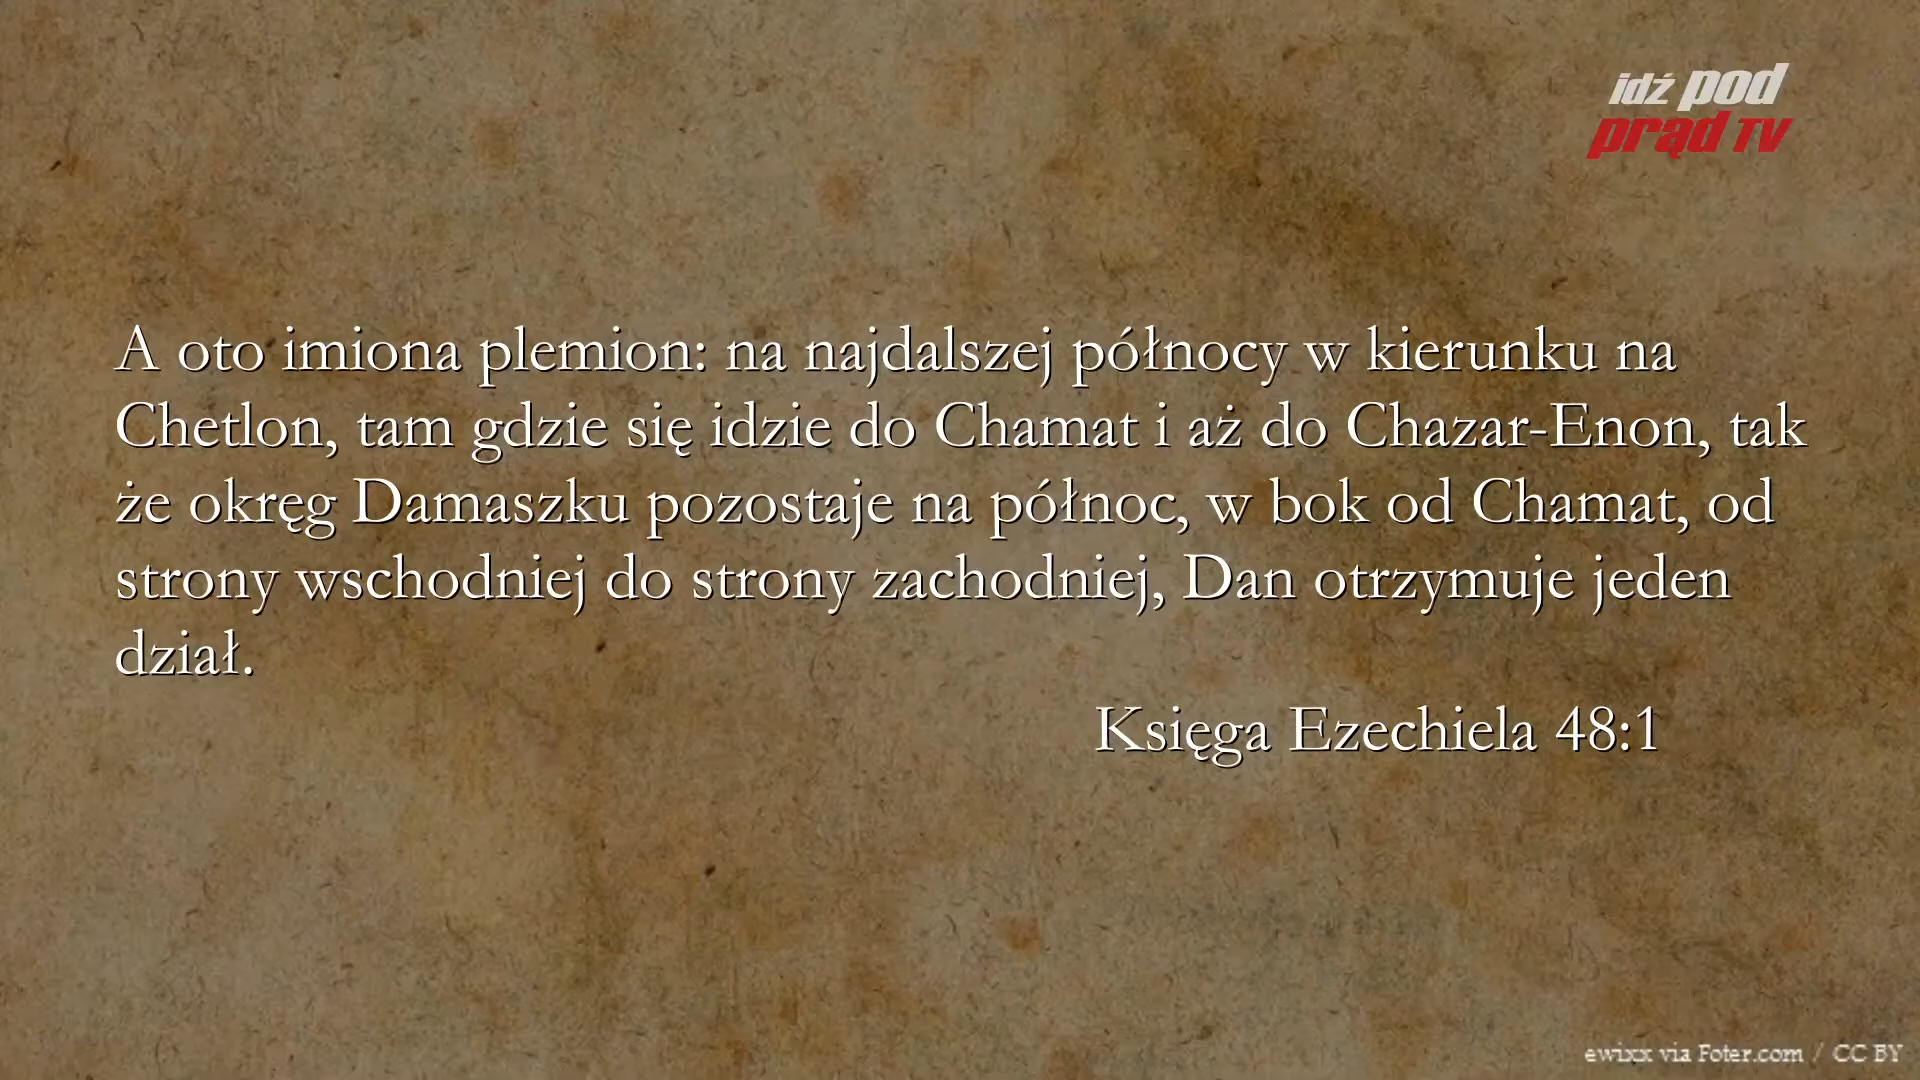 idź pod
prąd TV
A oto imiona plemion: na najdalszej północy w kierunku na
Chetlon, tam gdzie się idzie do Chamat i aż do Chazar-Enon, tak
że okręg Damaszku pozostaje na północ, w bok od Chamat, od
strony wschodniej do strony zachodniej, Dan otrzymuje jeden
dział.
Księga Ezechiela 48:1
ewixx via Foter.com / CC BY